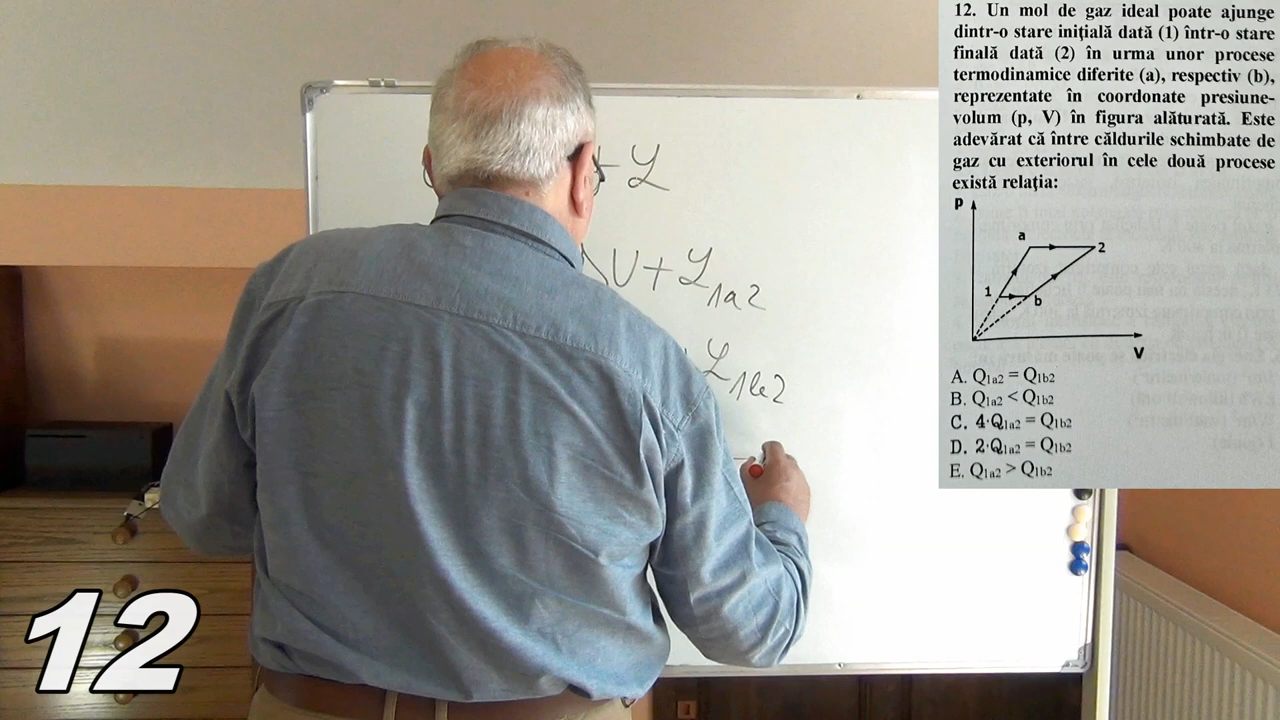 + L
ΔU + L1a2
L1b2
12. Un mol de gaz ideal poate ajunge
dintr-o stare inițială dată (1) într-o stare
finală dată (2) în urma unor procese
termodinamice diferite (a), respectiv (b),
reprezentate în coordonate presiune-
volum (p, V) în figura alăturată. Este
adevărat că între căldurile schimbate de
gaz cu exteriorul în cele două procese
există relația:
p
a
2
1
b
V
A. Q1a2 = Q1b2
B. Q1a2 < Q1b2
C. 4·Q1a2 = Q1b2
D. 2·Q1a2 = Q1b2
E. Q1a2 > Q1b2
12